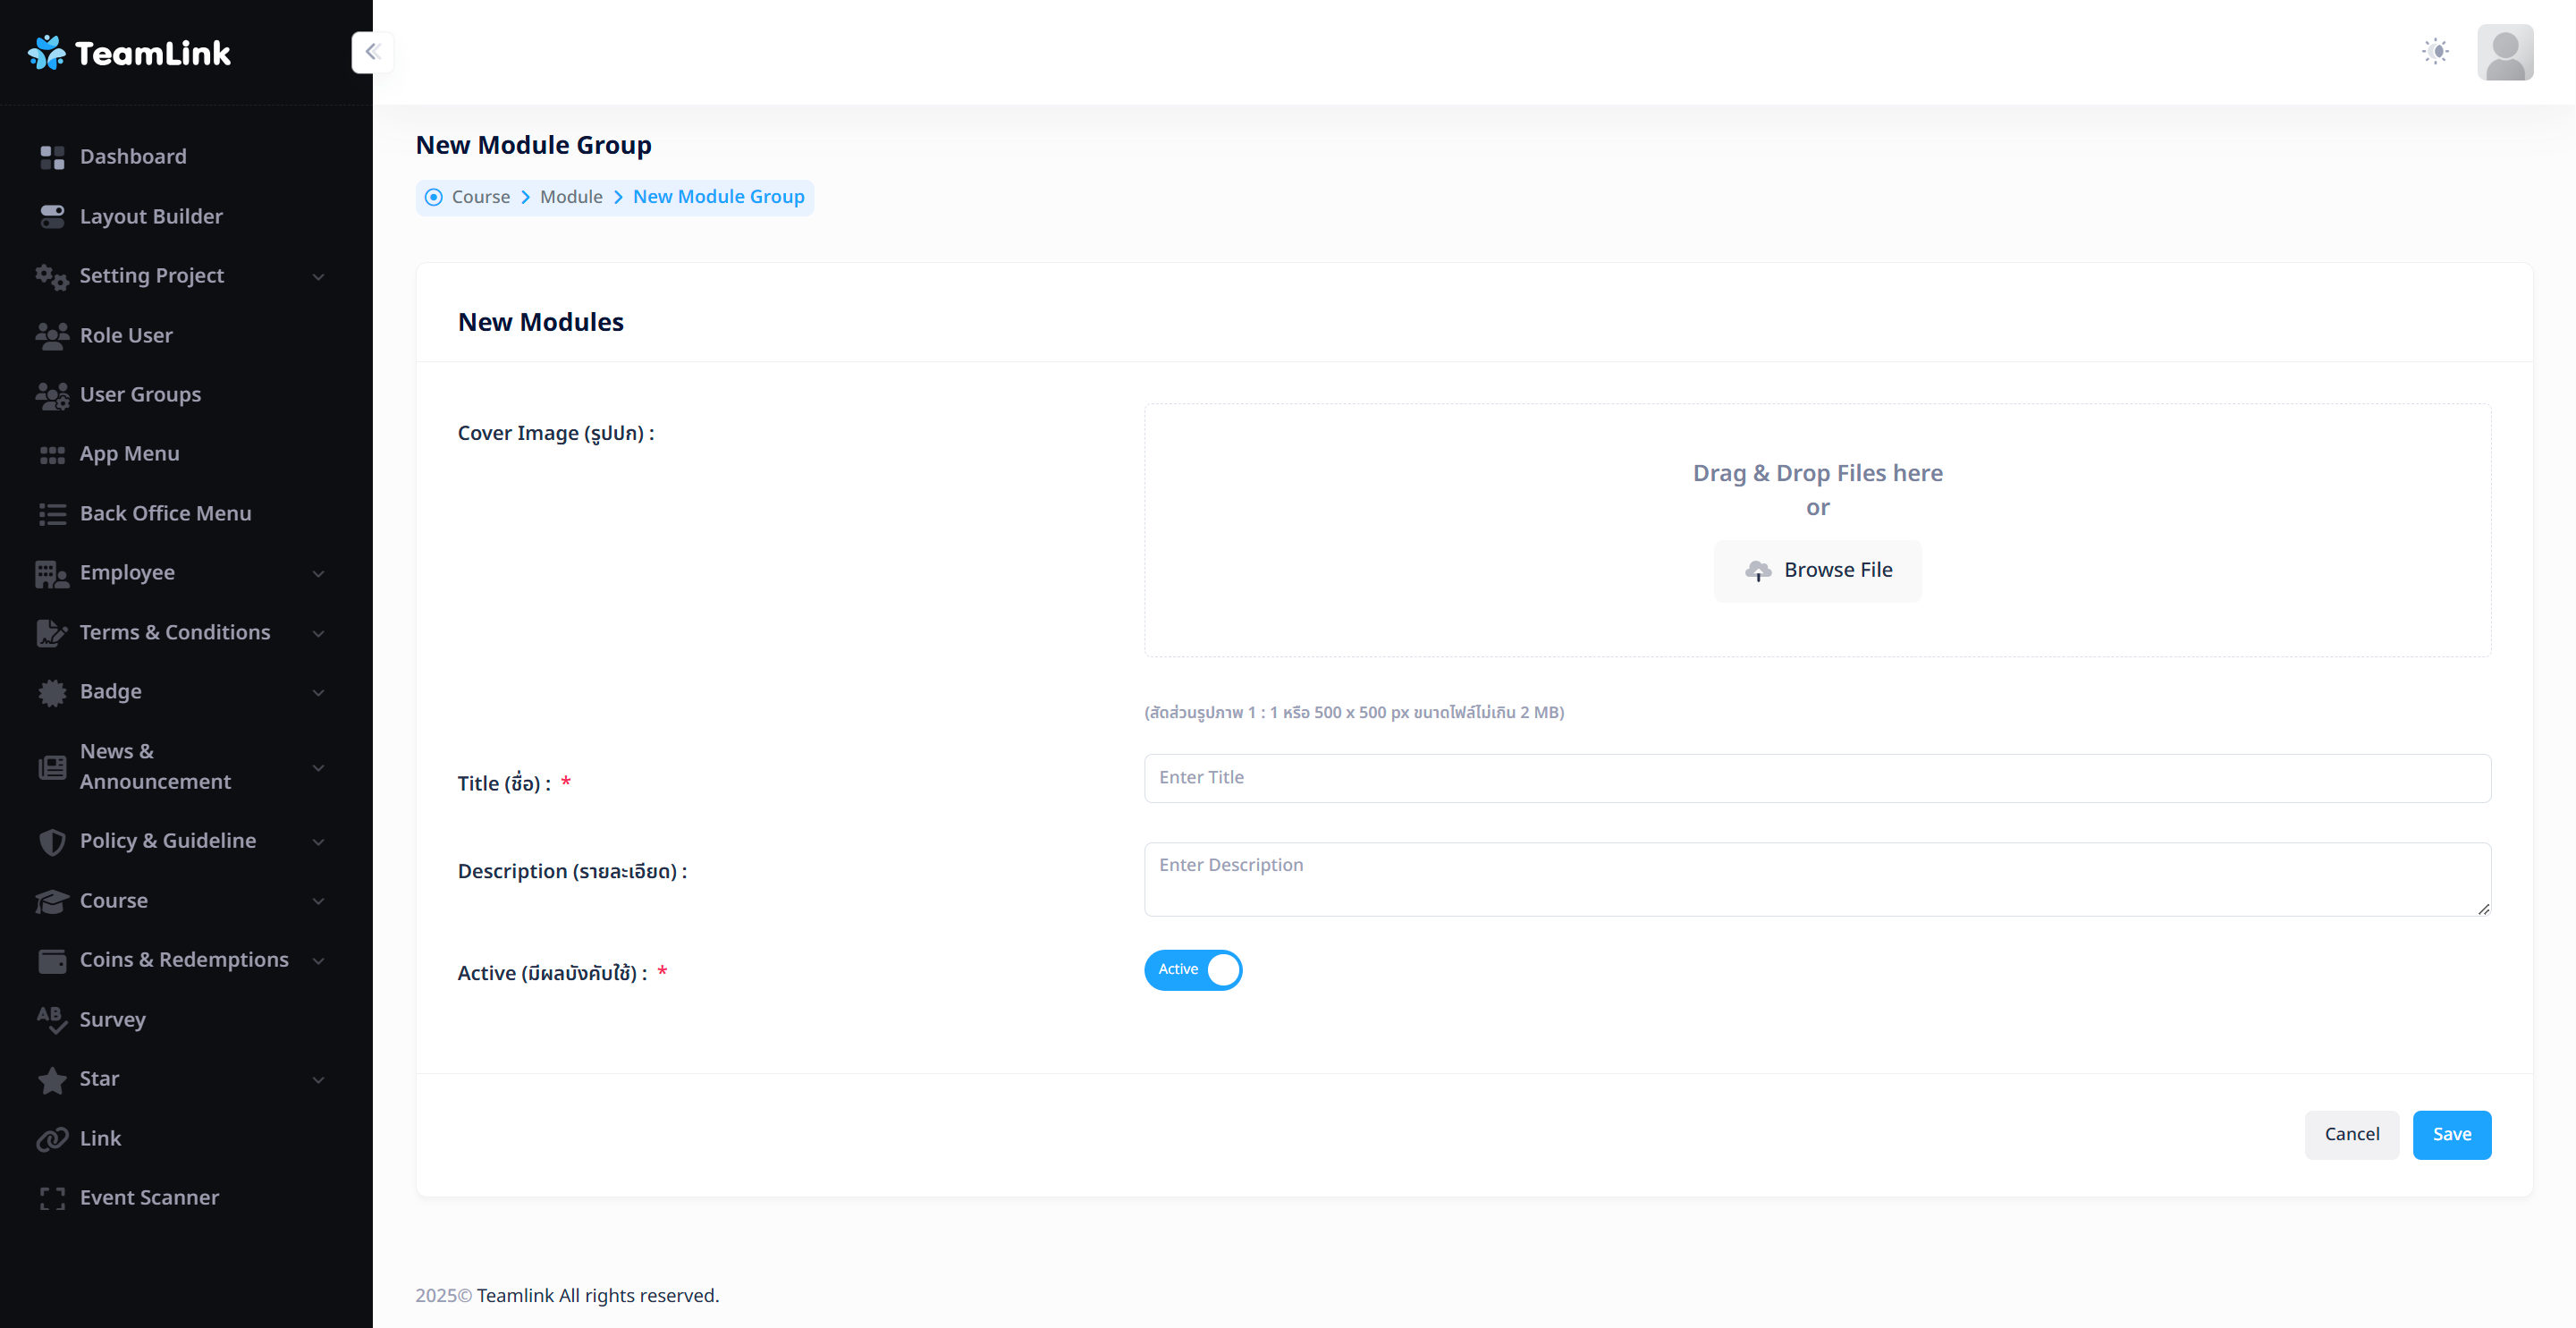 TeamLink
Dashboard
Layout Builder
Setting Project
Role User
User Groups
App Menu
Back Office Menu
Employee
Terms & Conditions
Badge
News &
Announcement
Policy & Guideline
Course
Coins & Redemptions
Survey
Star
Link
Event Scanner
New Module Group
Course
Module
New Module Group
New Modules
Cover Image (รูปปก) :
Drag & Drop Files here
or
Browse File
(สัดส่วนรูปภาพ 1 : 1 หรือ 500 x 500 px ขนาดไฟล์ไม่เกิน 2 MB)
Title (ชื่อ) : *
Enter Title
Description (รายละเอียด) :
Enter Description
Active (มีผลบังคับใช้) : *
Active
Cancel
Save
2025© Teamlink All rights reserved.